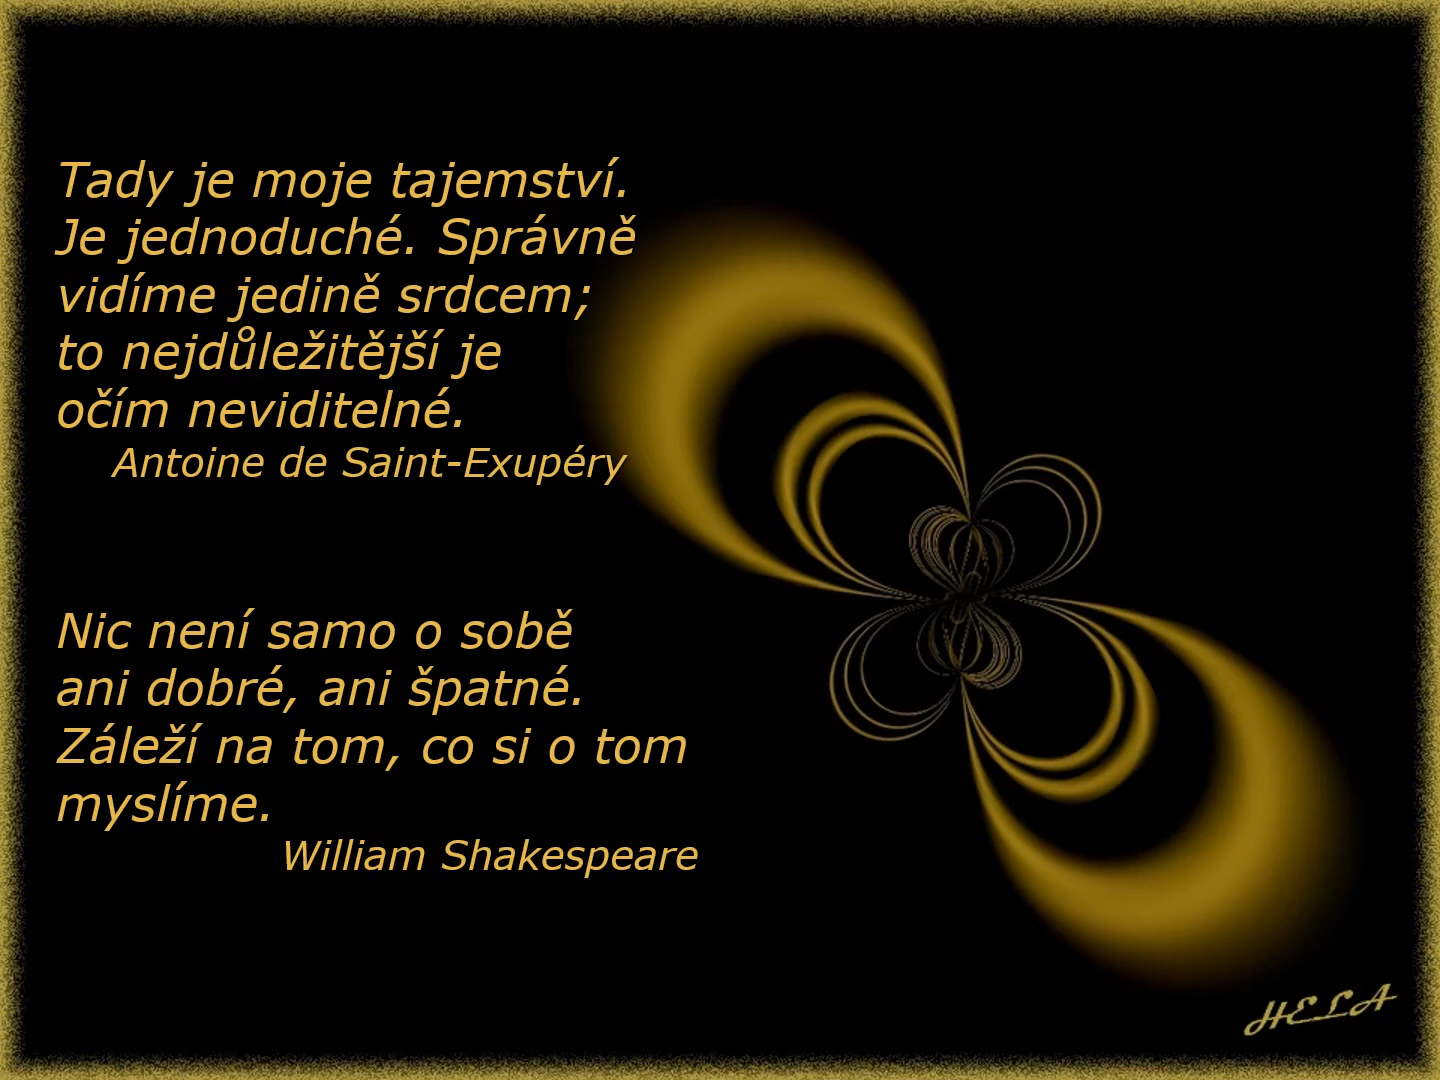 Tady je moje tajemství.
Je jednoduché. Správně
vidíme jedině srdcem;
to nejdůležitější je
očím neviditelné.
Antoine de Saint-Exupéry
Nic není samo o sobě
ani dobré, ani špatné.
Záleží na tom, co si o tom
myslíme.
William Shakespeare
HELA